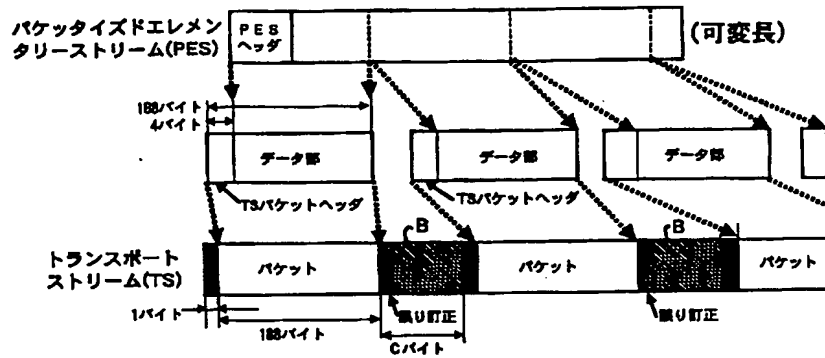 パケッタイズドエレメン
タリーストリーム(PES)
PES
ヘッダ
(可変長)
188バイト
4バイト
データ部
データ部
データ部
TSパケットヘッダ
TSパケットヘッダ
B
B
トランスポート
ストリーム(TS)
パケット
パケット
パケット
1バイト
誤り訂正
誤り訂正
188バイト
Cバイト